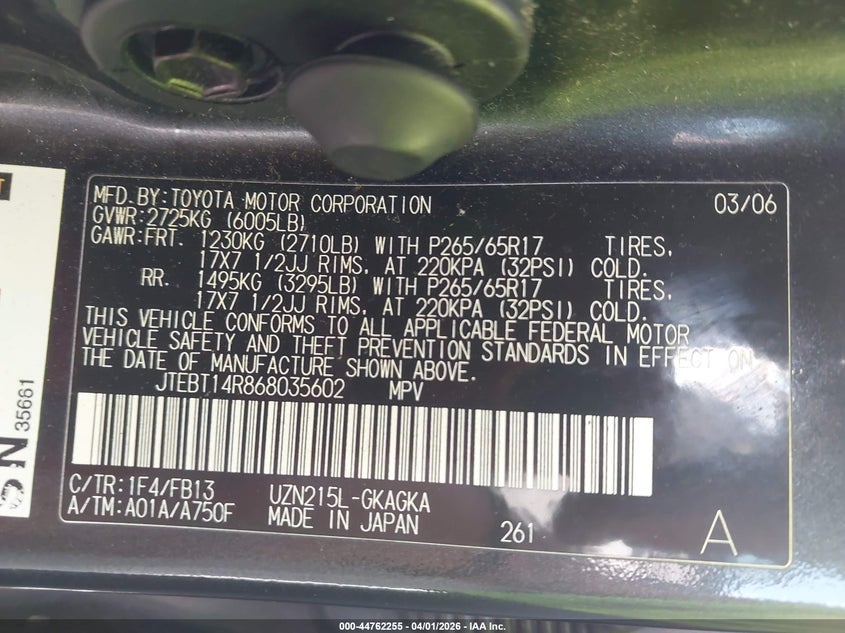 MFD.BY:TOYOTA MOTOR CORPORATION 03/06
GVWR:2725KG (6005LB)
GAWR:FRT. 1230KG (2710LB) WITH P265/65R17 TIRES,
17X7 1/2JJ RIMS, AT 220KPA (32PSI) COLD.
RR. 1495KG (3295LB) WITH P265/65R17 TIRES,
17X7 1/2JJ RIMS, AT 220KPA (32PSI) COLD.
THIS VEHICLE CONFORMS TO ALL APPLICABLE FEDERAL MOTOR
VEHICLE SAFETY AND THEFT PREVENTION STANDARDS IN EFFECT ON
THE DATE OF MANUFACTURE SHOWN ABOVE.
JTEBT14R868035602 MPV
C/TR:1F4/FB13 UZN215L-GKAGKA
A/TM:A01A/A750F MADE IN JAPAN 261 A
35661
000-44762255 - 04/01/2026 - IAA Inc.